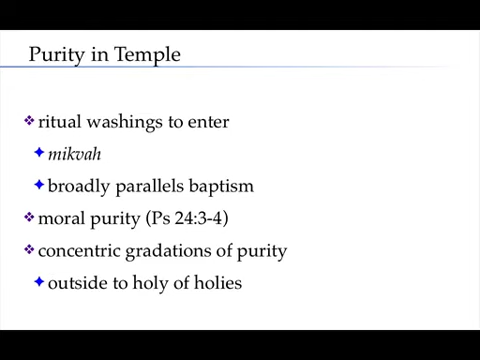 Purity in Temple
ritual washings to enter
mikvah
broadly parallels baptism
moral purity (Ps 24:3-4)
concentric gradations of purity
outside to holy of holies